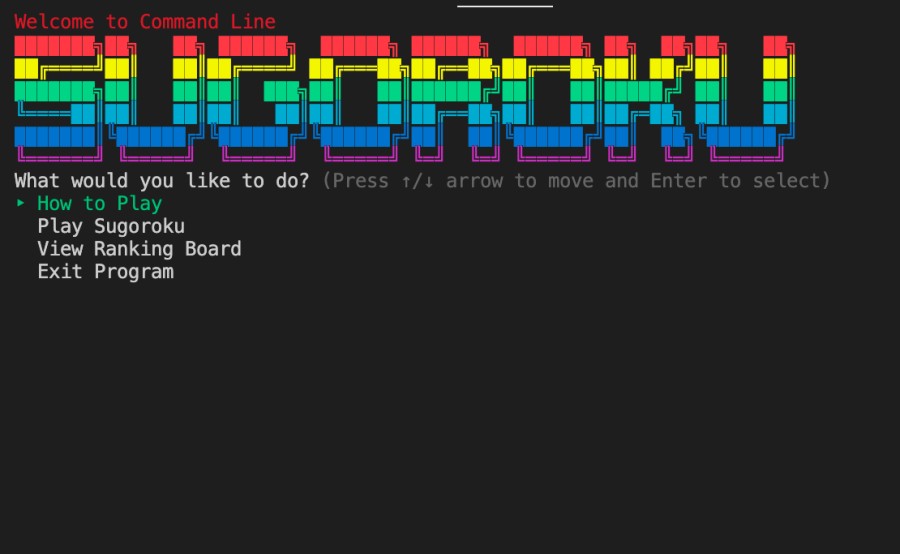 Welcome to Command Line
SUGOROKU
What would you like to do? (Press ↑/↓ arrow to move and Enter to select)
‣ How to Play
Play Sugoroku
View Ranking Board
Exit Program